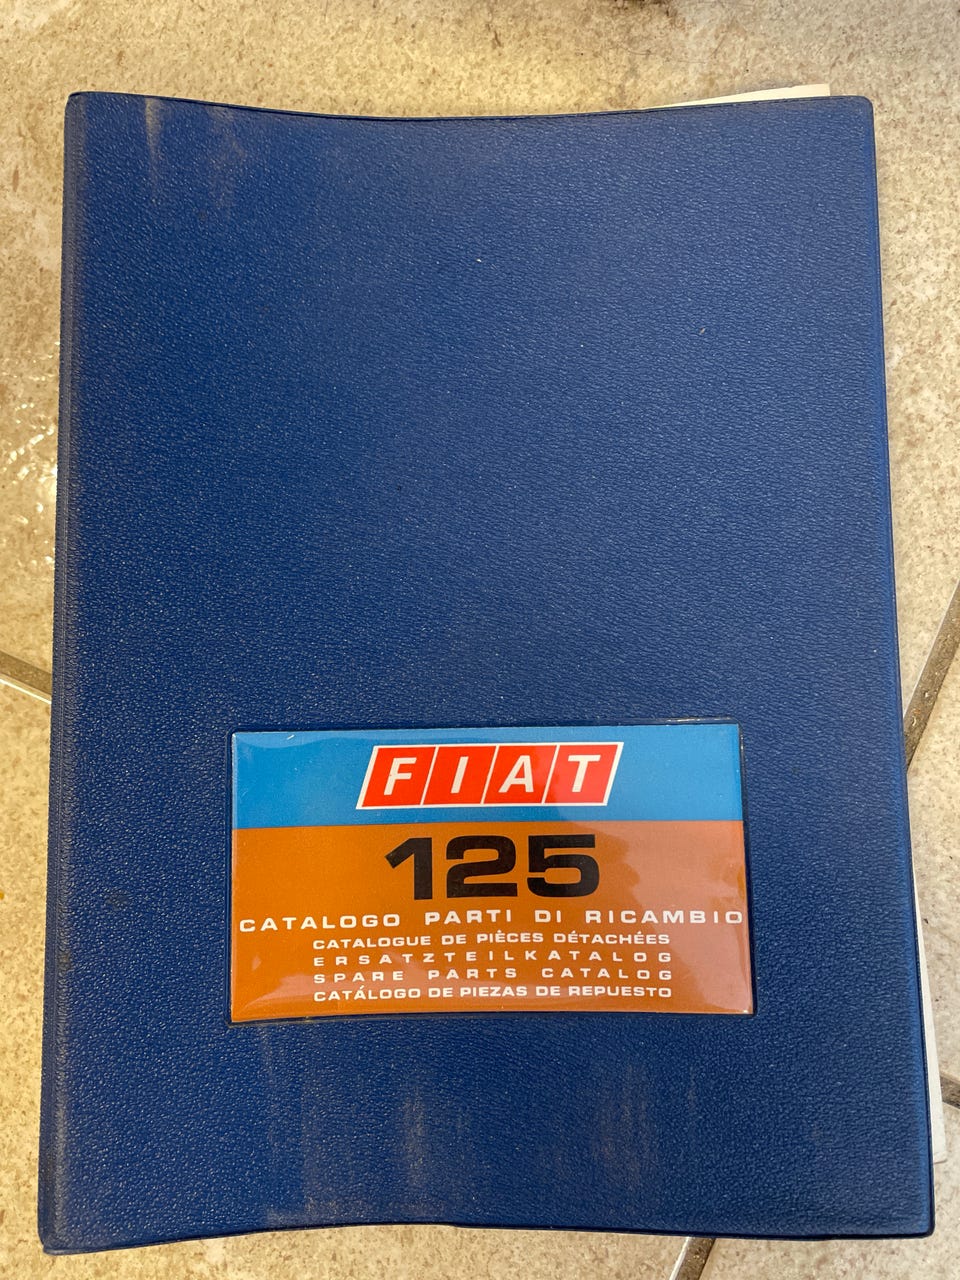 FIAT
125
CATALOGO PARTI DI RICAMBIO
CATALOGUE DE PIÈCES DÉTACHÉES
ERSATZTEILKATALOG
SPARE PARTS CATALOG
CATÁLOGO DE PIEZAS DE REPUESTO